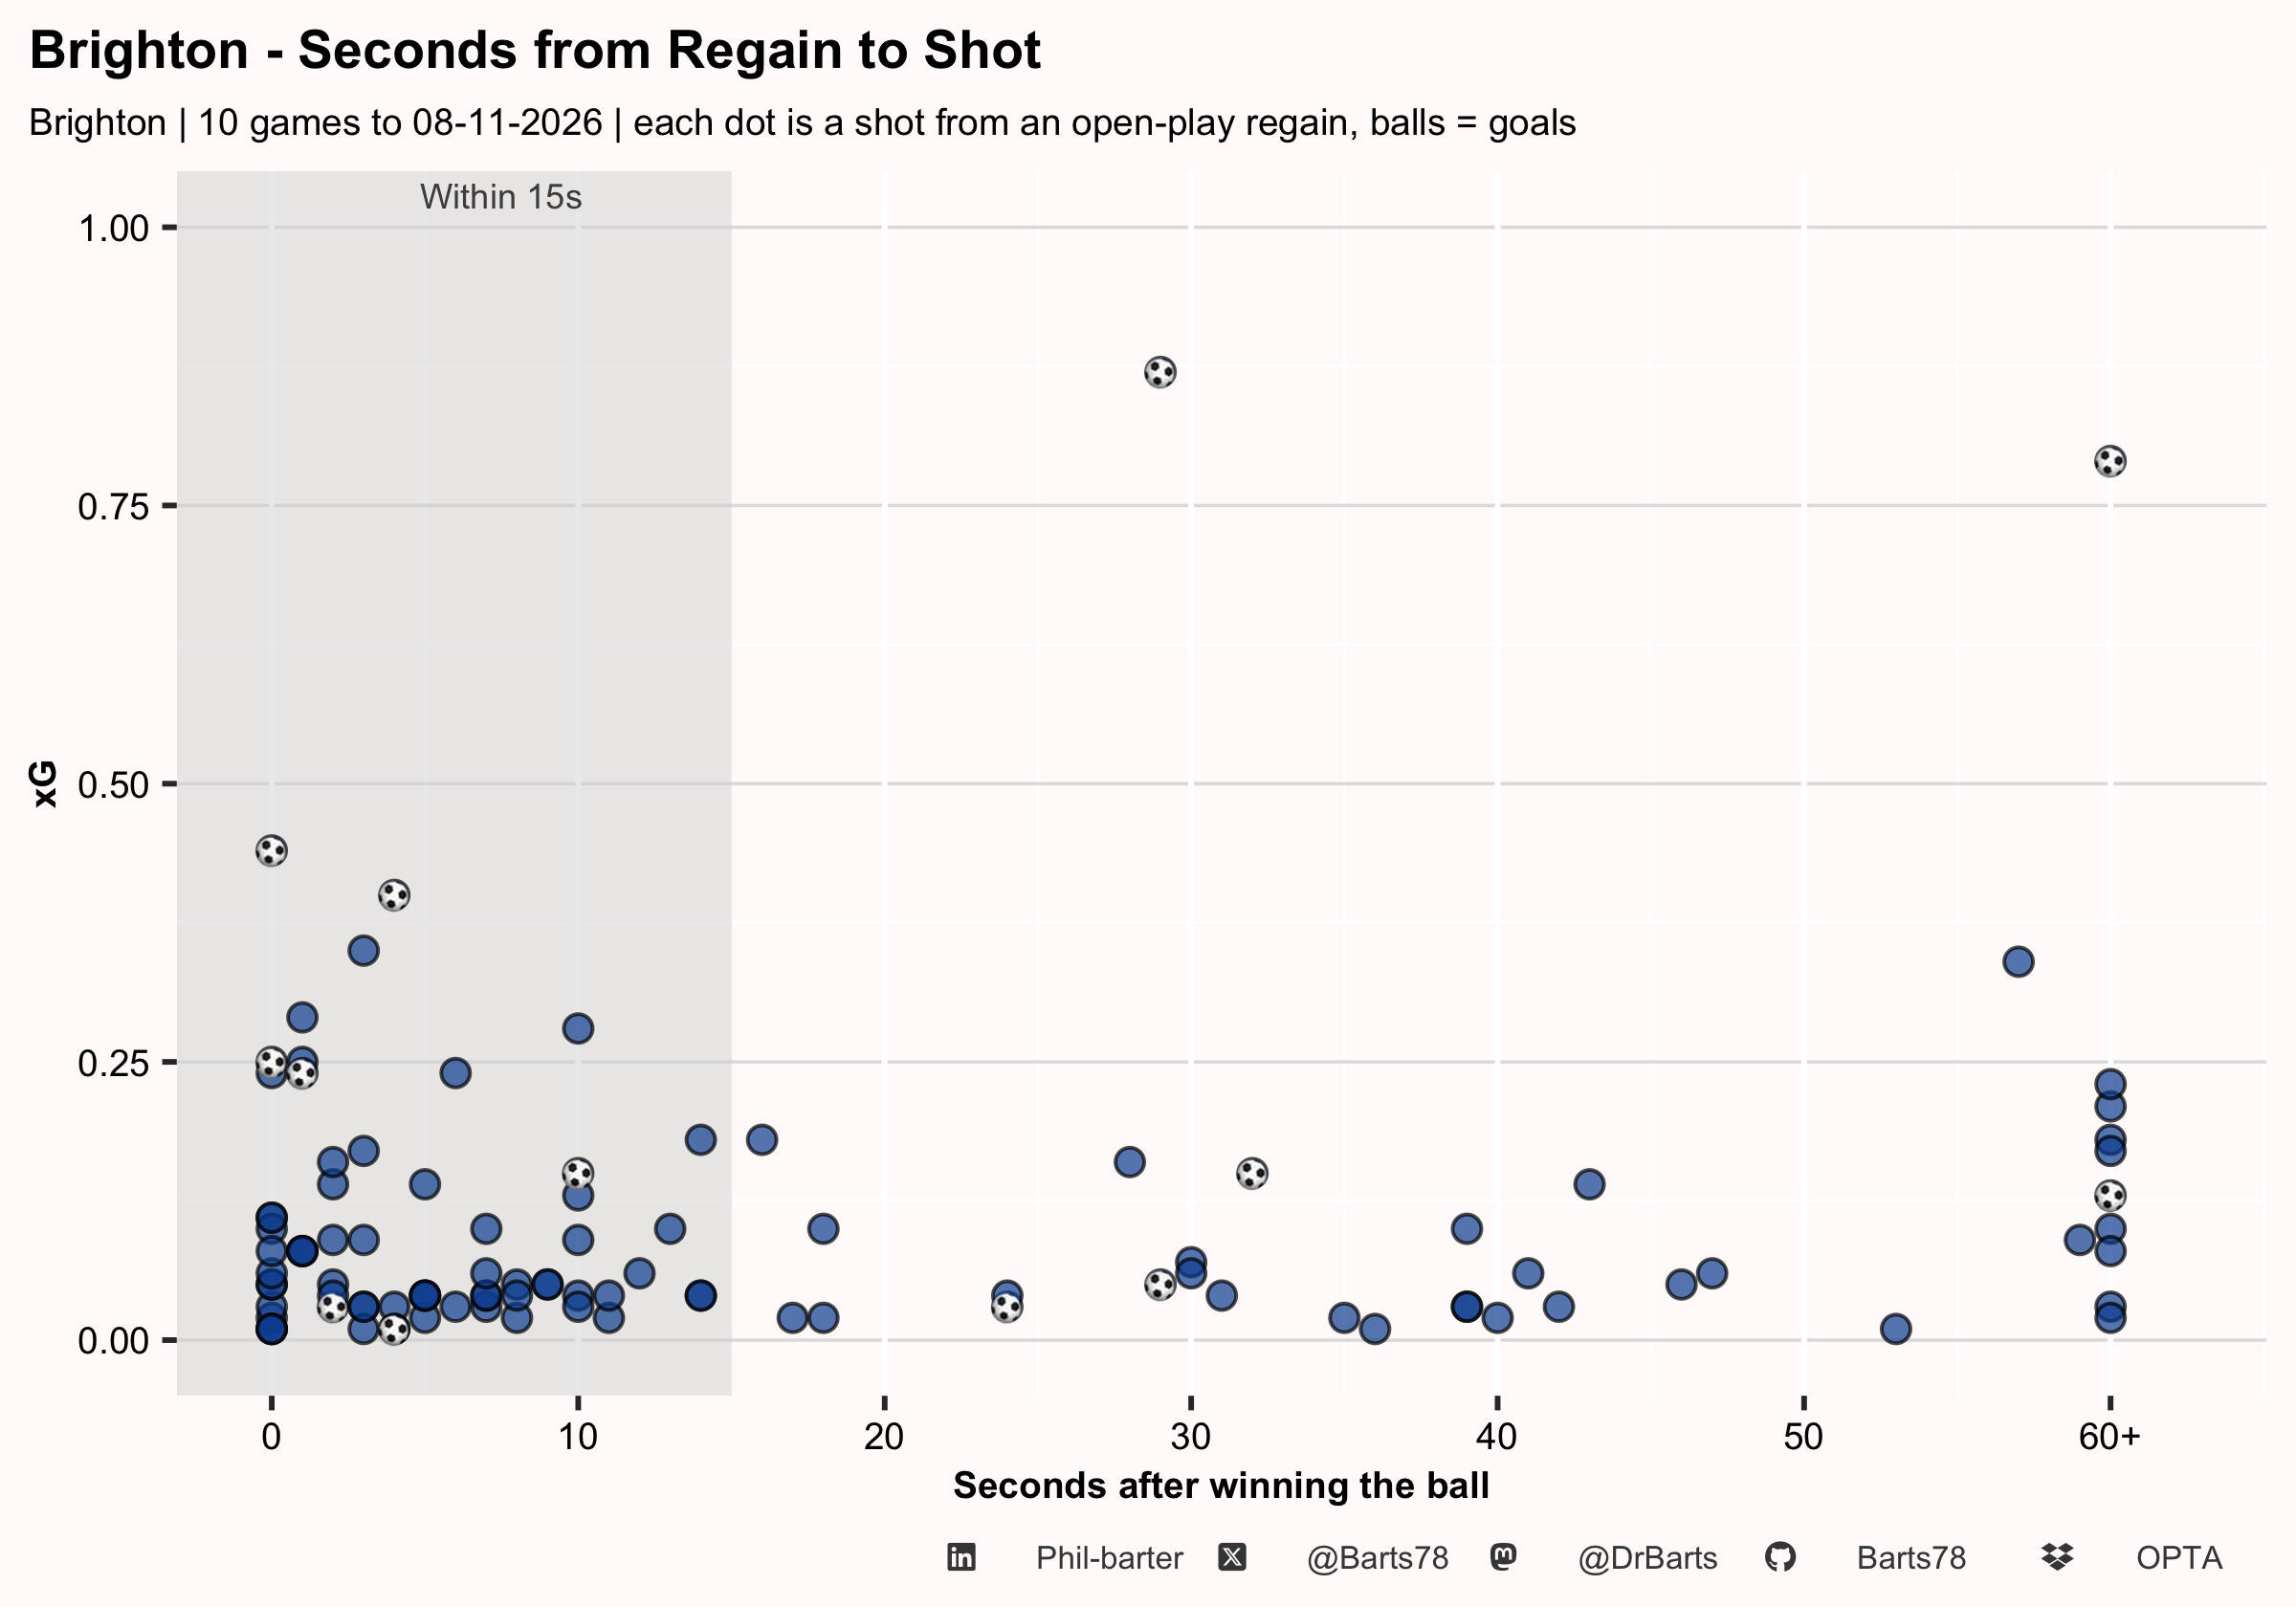 Brighton - Seconds from Regain to Shot
Brighton | 10 games to 08-11-2026 | each dot is a shot from an open-play regain, balls = goals
Within 15s
1.00
0.75
0.50
0.25
0.00
xG
0 10 20 30 40 50 60+
Seconds after winning the ball
Phil-barter @Barts78 @DrBarts Barts78 OPTA